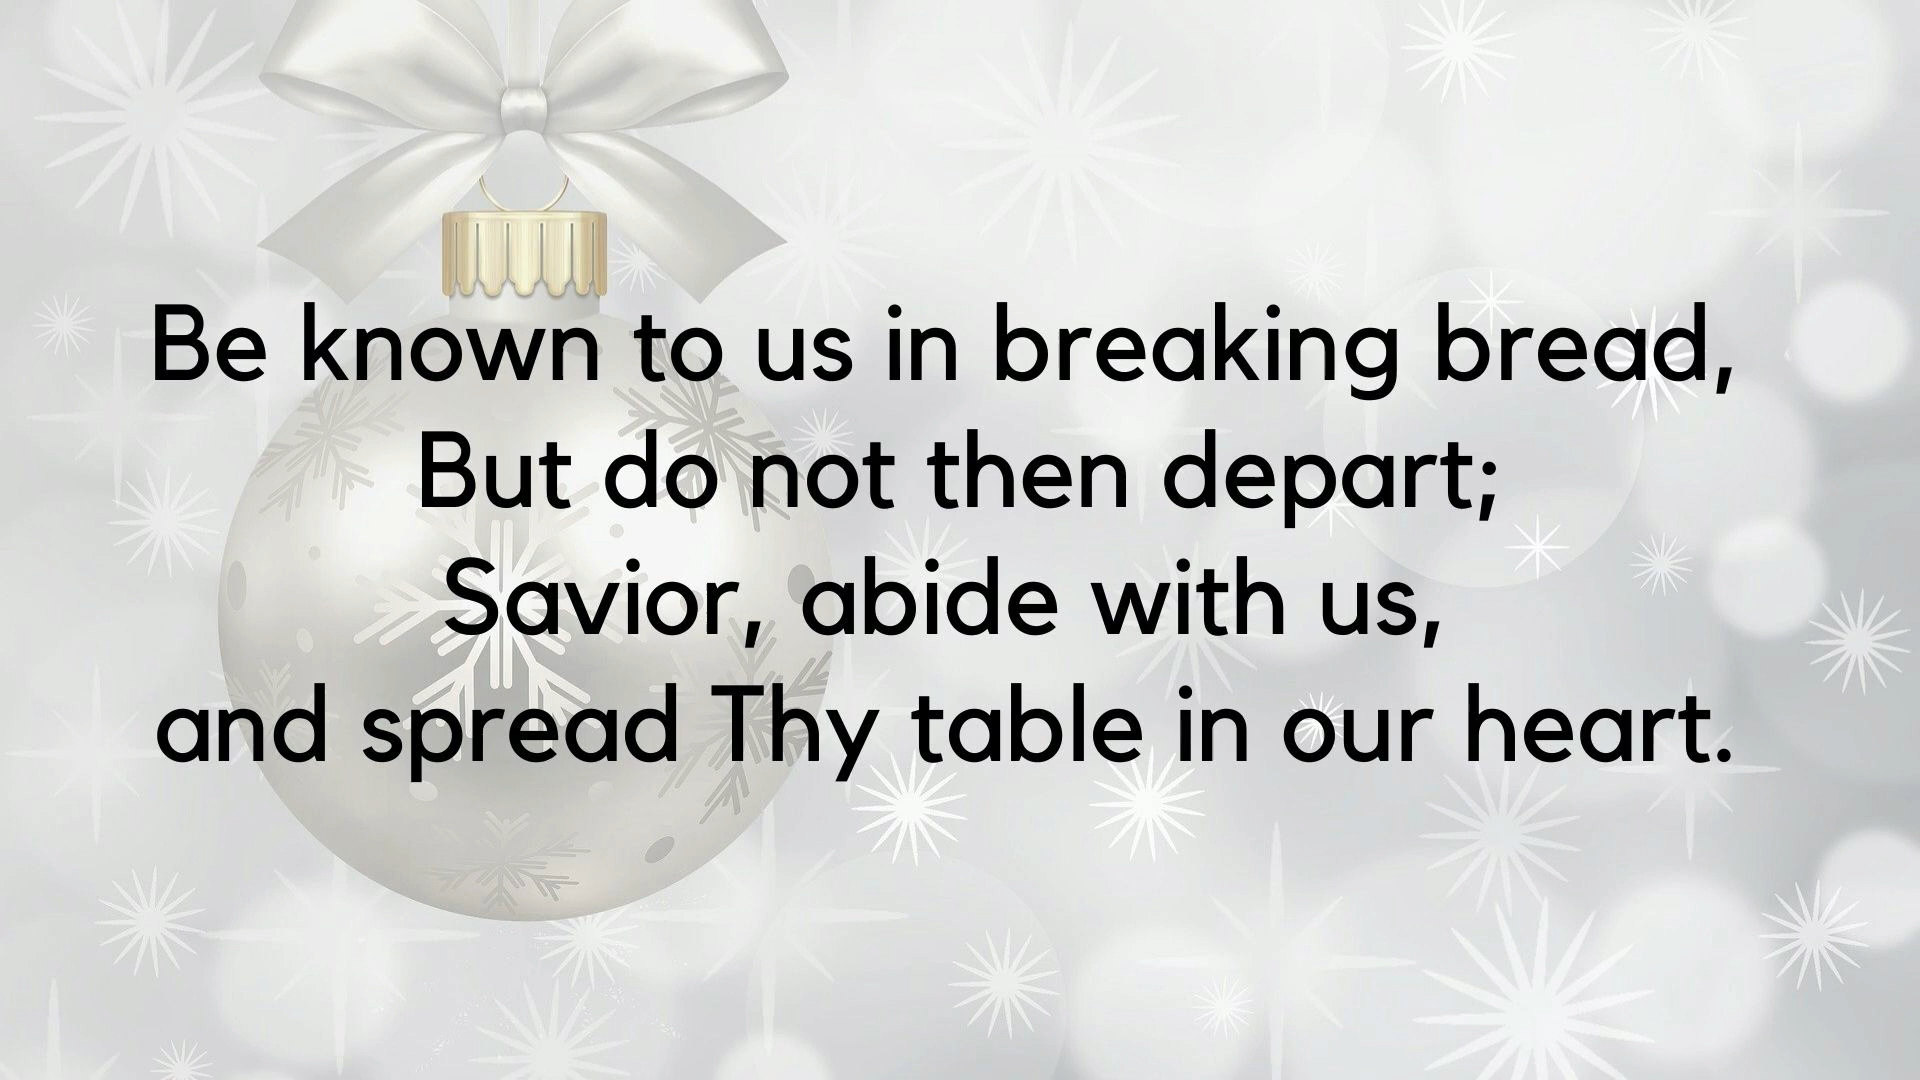 Be known to us in breaking bread,
But do not then depart;
Savior, abide with us,
and spread Thy table in our heart.